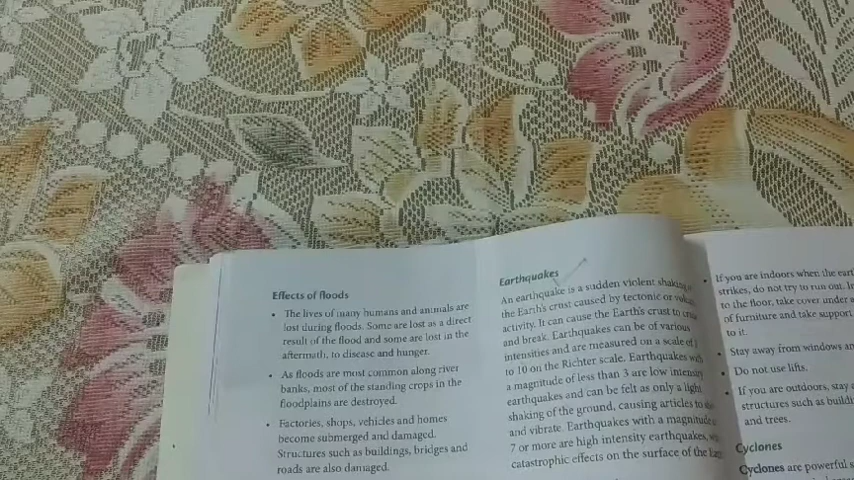 Effects of floods
• The lives of many humans and animals are
lost during floods. Some are lost as a direct
result of the flood and some are lost in the
aftermath, to disease and hunger.
• As floods are most common along river
banks, most of the standing crops in the
floodplains are destroyed.
• Factories, shops, vehicles and homes
become submerged and damaged.
Structures such as buildings, bridges and
roads are also damaged.
Earthquakes
An earthquake is a sudden violent shaking
the Earth's crust caused by tectonic or
activity. It can cause the Earth's crust to
and break. Earthquakes can be of various
intensities and are measured on a scale of
to 10 on the Richter scale. Earthquakes with
a magnitude of less than 3 are low intensity
earthquakes and can be felt as only a light
shaking of the ground, causing articles to
and vibrate. Earthquakes with a magnitude
7 or more are high intensity earthquakes,
catastrophic effects on the surface of the
• If you are indoors when the
strikes, do not try to run out.
to the floor, take cover under
of furniture and take support
to it.
• Stay away from windows
• Do not use lifts.
• If you are outdoors, stay
structures such as
and trees.
Cyclones
Cyclones are powerful